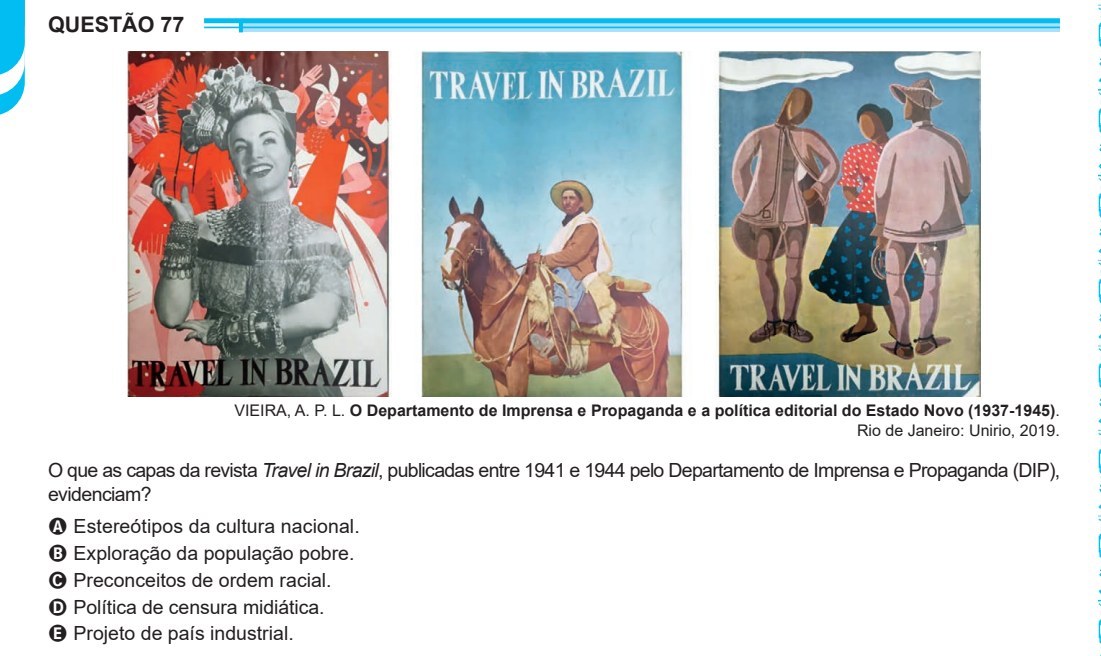 QUESTÃO 77
TRAVEL IN BRAZIL
TRAVEL IN BRAZIL
TRAVEL IN BRAZIL
VIEIRA, A. P. L. O Departamento de Imprensa e Propaganda e a política editorial do Estado Novo (1937-1945).
Rio de Janeiro: Unirio, 2019.
O que as capas da revista Travel in Brazil, publicadas entre 1941 e 1944 pelo Departamento de Imprensa e Propaganda (DIP),
evidenciam?
A Estereótipos da cultura nacional.
B Exploração da população pobre.
C Preconceitos de ordem racial.
D Política de censura midiática.
E Projeto de país industrial.